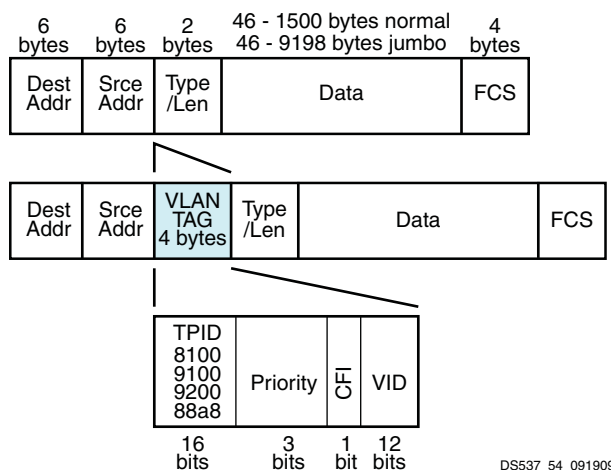 6 bytes
6 bytes
2 bytes
46 - 1500 bytes normal
46 - 9198 bytes jumbo
4 bytes
Dest Addr
Srce Addr
Type /Len
Data
FCS
Dest Addr
Srce Addr
VLAN TAG 4 bytes
Type /Len
Data
FCS
TPID
8100
9100
9200
88a8
Priority
CFI
VID
16 bits
3 bits
1 bit
12 bits
DS537_54_091909